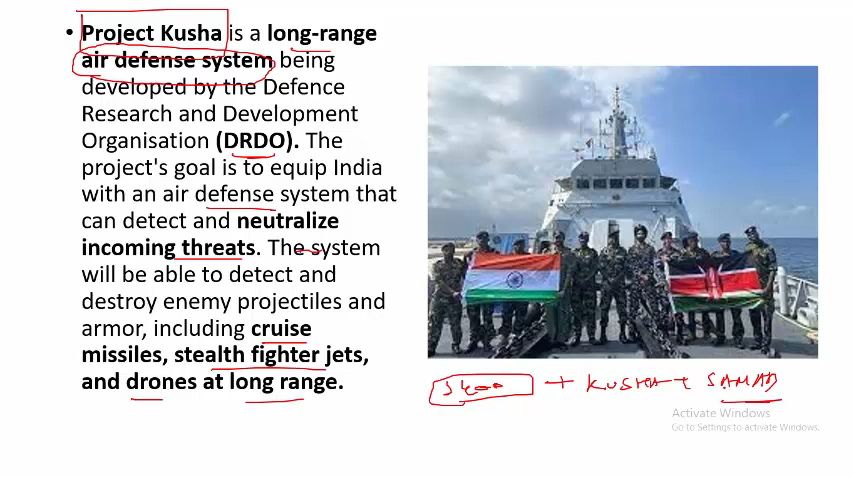 • Project Kusha is a long-range
air defense system being
developed by the Defence
Research and Development
Organisation (DRDO). The
project's goal is to equip India
with an air defense system that
can detect and neutralize
incoming threats. The system
will be able to detect and
destroy enemy projectiles and
armor, including cruise
missiles, stealth fighter jets,
and drones at long range.
S400 + KUSHA +
Activate Windows
Go to Settings to activate Windows.